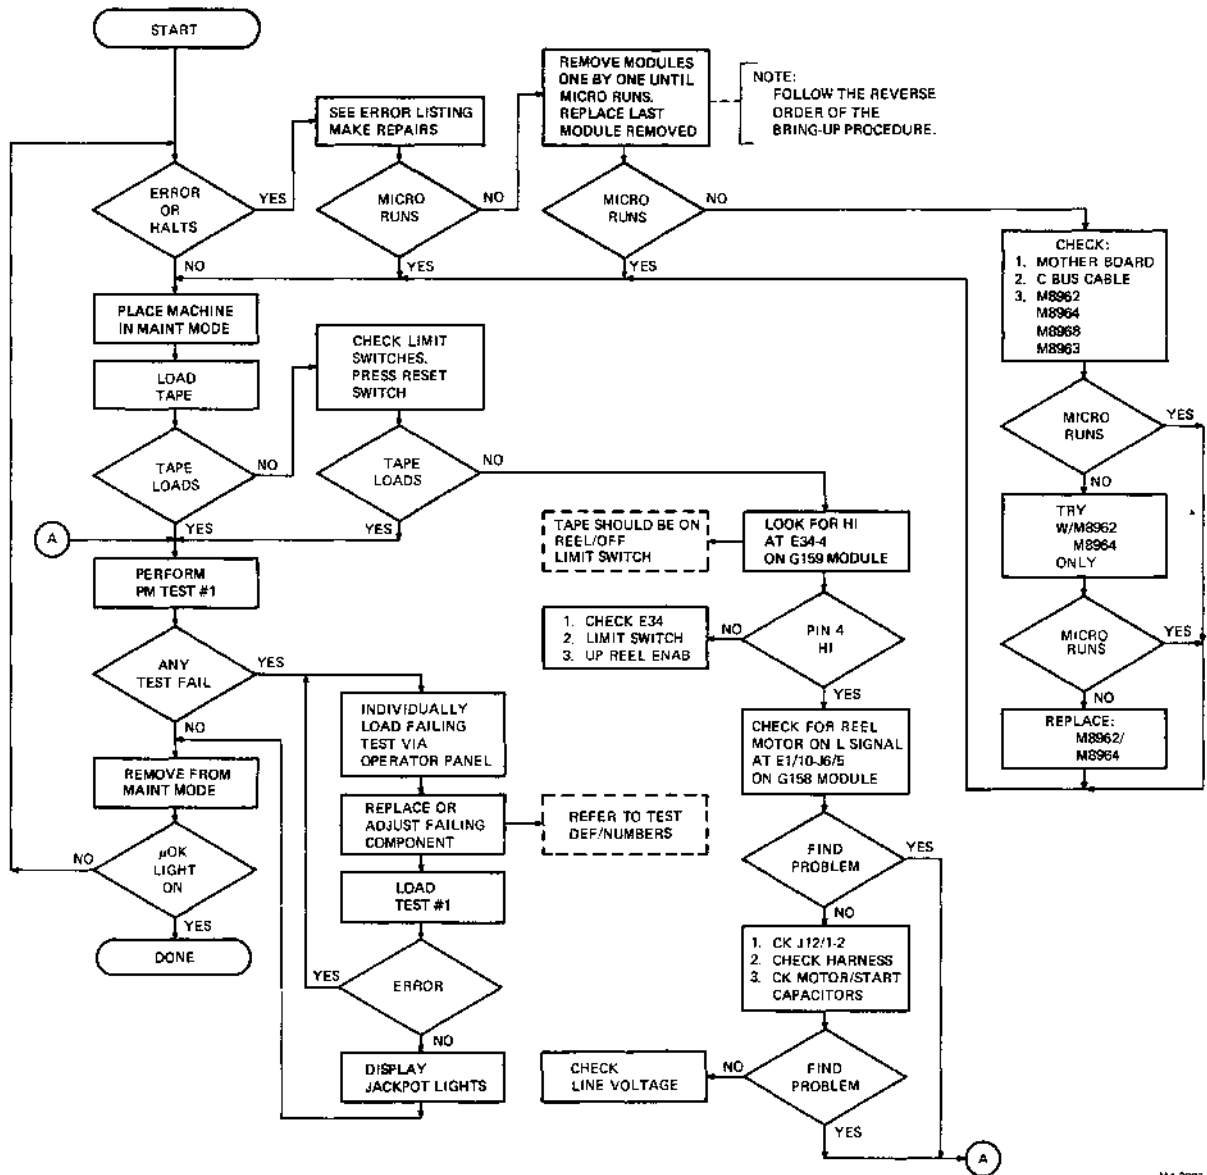 START
REMOVE MODULES
ONE BY ONE UNTIL
MICRO RUNS.
REPLACE LAST
MODULE REMOVED
NOTE:
FOLLOW THE REVERSE
ORDER OF THE
BRING-UP PROCEDURE.
SEE ERROR LISTING
MAKE REPAIRS
ERROR
OR
HALTS
YES
NO
MICRO
RUNS
NO
YES
MICRO
RUNS
NO
YES
CHECK:
1. MOTHER BOARD
2. C BUS CABLE
3. M8962
M8964
M8968
M8963
PLACE MACHINE
IN MAINT MODE
LOAD
TAPE
CHECK LIMIT
SWITCHES.
PRESS RESET
SWITCH
MICRO
RUNS
YES
NO
TAPE
LOADS
NO
YES
TAPE
LOADS
NO
YES
TRY
W/M8962
M8964
ONLY
A
TAPE SHOULD BE ON
REEL/OFF
LIMIT SWITCH
LOOK FOR HI
AT E34-4
ON G159 MODULE
PERFORM
PM TEST #1
1. CHECK E34
2. LIMIT SWITCH
3. UP REEL ENAB
NO
PIN 4
HI
YES
MICRO
RUNS
YES
NO
ANY
TEST FAIL
YES
NO
INDIVIDUALLY
LOAD FAILING
TEST VIA
OPERATOR PANEL
CHECK FOR REEL
MOTOR ON L SIGNAL
AT E1/10-J6/5
ON G158 MODULE
REPLACE:
M8962/
M8964
REMOVE FROM
MAINT MODE
REPLACE OR
ADJUST FAILING
COMPONENT
REFER TO TEST
DEF/NUMBERS
NO
μOK
LIGHT
ON
YES
FIND
PROBLEM
YES
NO
LOAD
TEST #1
DONE
1. CK J12/1-2
2. CHECK HARNESS
3. CK MOTOR/START
CAPACITORS
YES
ERROR
NO
DISPLAY
JACKPOT LIGHTS
CHECK
LINE VOLTAGE
NO
FIND
PROBLEM
YES
A